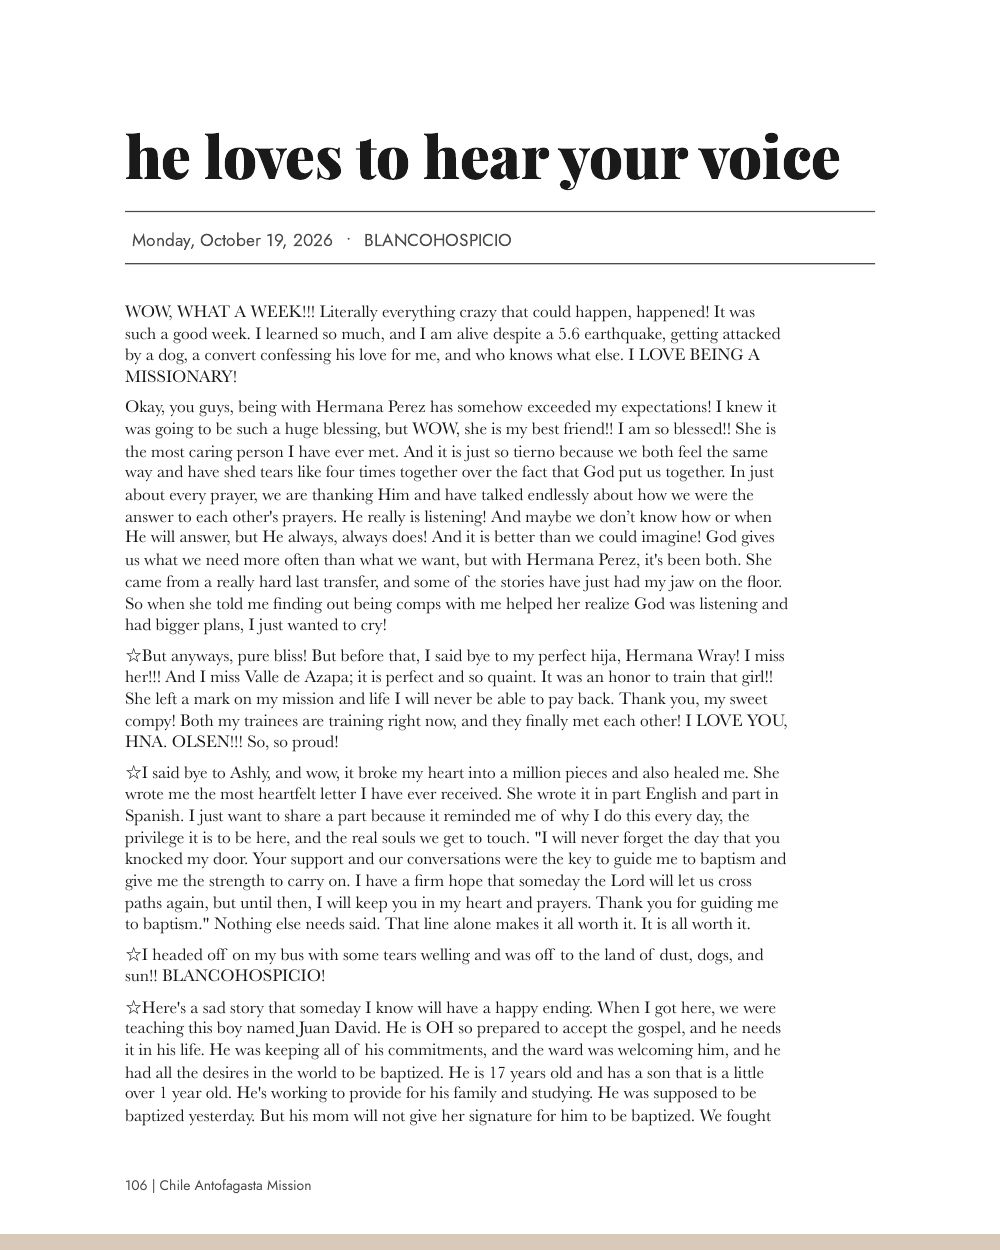 he loves to hear your voice
Monday, October 19, 2026 · BLANCOHOSPICIO
WOW, WHAT A WEEK!!! Literally everything crazy that could happen, happened! It was
such a good week. I learned so much, and I am alive despite a 5.6 earthquake, getting attacked
by a dog, a convert confessing his love for me, and who knows what else. I LOVE BEING A
MISSIONARY!
Okay, you guys, being with Hermana Perez has somehow exceeded my expectations! I knew it
was going to be such a huge blessing, but WOW, she is my best friend!! I am so blessed!! She is
the most caring person I have ever met. And it is just so tierno because we both feel the same
way and have shed tears like four times together over the fact that God put us together. In just
about every prayer, we are thanking Him and have talked endlessly about how we were the
answer to each other's prayers. He really is listening! And maybe we don’t know how or when
He will answer, but He always, always does! And it is better than we could imagine! God gives
us what we need more often than what we want, but with Hermana Perez, it's been both. She
came from a really hard last transfer, and some of the stories have just had my jaw on the floor.
So when she told me finding out being comps with me helped her realize God was listening and
had bigger plans, I just wanted to cry!
☆But anyways, pure bliss! But before that, I said bye to my perfect hija, Hermana Wray! I miss
her!!! And I miss Valle de Azapa; it is perfect and so quaint. It was an honor to train that girl!!
She left a mark on my mission and life I will never be able to pay back. Thank you, my sweet
compy! Both my trainees are training right now, and they finally met each other! I LOVE YOU,
HNA. OLSEN!!! So, so proud!
☆I said bye to Ashly, and wow, it broke my heart into a million pieces and also healed me. She
wrote me the most heartfelt letter I have ever received. She wrote it in part English and part in
Spanish. I just want to share a part because it reminded me of why I do this every day, the
privilege it is to be here, and the real souls we get to touch. "I will never forget the day that you
knocked my door. Your support and our conversations were the key to guide me to baptism and
give me the strength to carry on. I have a firm hope that someday the Lord will let us cross
paths again, but until then, I will keep you in my heart and prayers. Thank you for guiding me
to baptism." Nothing else needs said. That line alone makes it all worth it. It is all worth it.
☆I headed off on my bus with some tears welling and was off to the land of dust, dogs, and
sun!! BLANCOHOSPICIO!
☆Here's a sad story that someday I know will have a happy ending. When I got here, we were
teaching this boy named Juan David. He is OH so prepared to accept the gospel, and he needs
it in his life. He was keeping all of his commitments, and the ward was welcoming him, and he
had all the desires in the world to be baptized. He is 17 years old and has a son that is a little
over 1 year old. He's working to provide for his family and studying. He was supposed to be
baptized yesterday. But his mom will not give her signature for him to be baptized. We fought
106 | Chile Antofagasta Mission